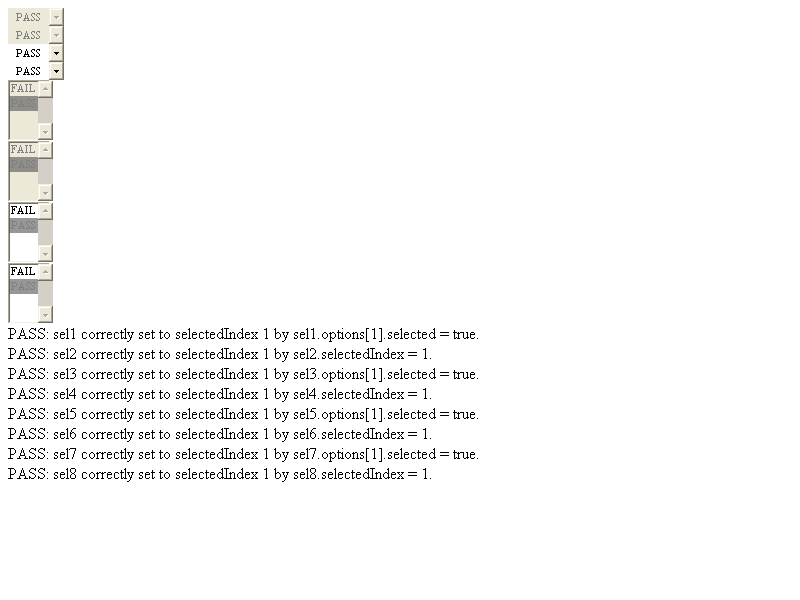 PASS
PASS
PASS
PASS
FAIL
PASS
FAIL
PASS
FAIL
PASS
FAIL
PASS
PASS: sel1 correctly set to selectedIndex 1 by sel1.options[1].selected = true.
PASS: sel2 correctly set to selectedIndex 1 by sel2.selectedIndex = 1.
PASS: sel3 correctly set to selectedIndex 1 by sel3.options[1].selected = true.
PASS: sel4 correctly set to selectedIndex 1 by sel4.selectedIndex = 1.
PASS: sel5 correctly set to selectedIndex 1 by sel5.options[1].selected = true.
PASS: sel6 correctly set to selectedIndex 1 by sel6.selectedIndex = 1.
PASS: sel7 correctly set to selectedIndex 1 by sel7.options[1].selected = true.
PASS: sel8 correctly set to selectedIndex 1 by sel8.selectedIndex = 1.